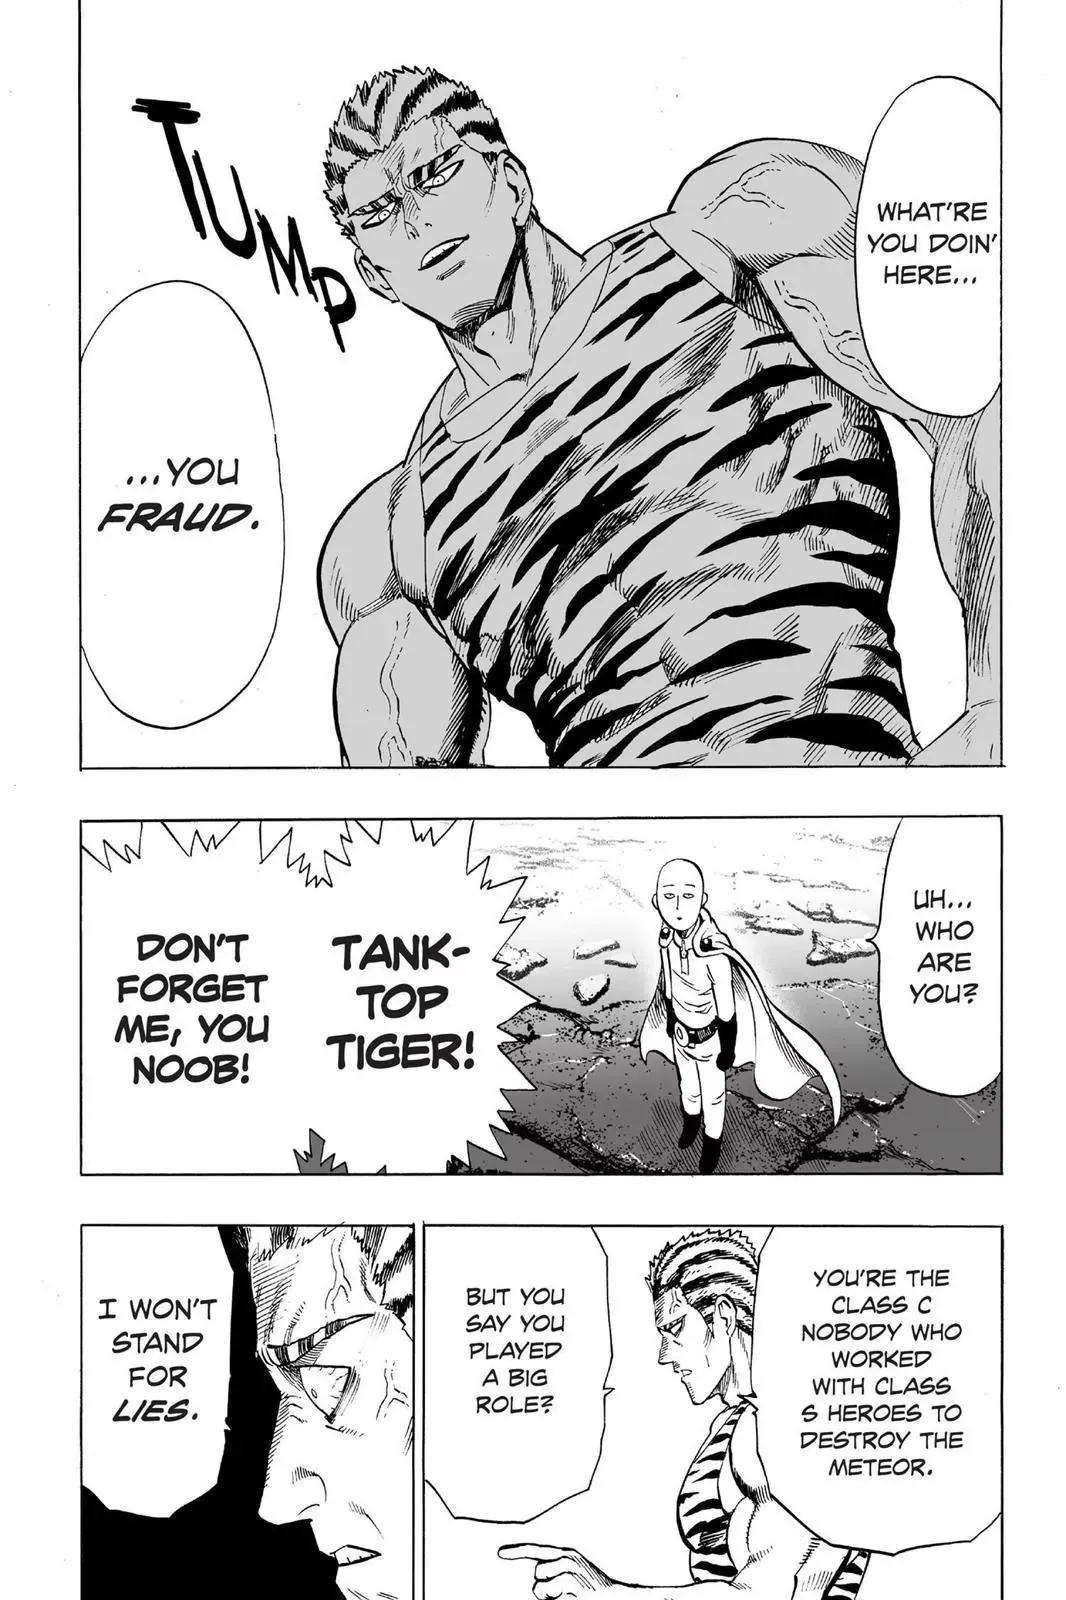 WHAT'RE
YOU DOIN'
HERE...
TUMP
...YOU
FRAUD.
UH...
WHO
ARE
YOU?
TANK-
TOP
TIGER!
DON'T
FORGET
ME, YOU
NOOB!
YOU'RE THE
CLASS C
NOBODY WHO
WORKED
WITH CLASS
S HEROES TO
DESTROY THE
METEOR.
BUT YOU
SAY YOU
PLAYED
A BIG
ROLE?
I WON'T
STAND
FOR
LIES.